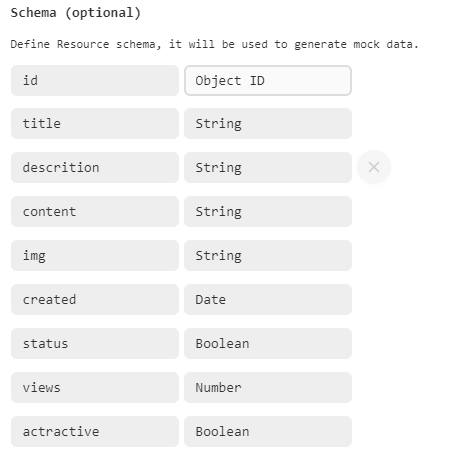 Schema (optional)
Define Resource schema, it will be used to generate mock data.
id Object ID
title String
descrition String
content String
img String
created Date
status Boolean
views Number
actractive Boolean